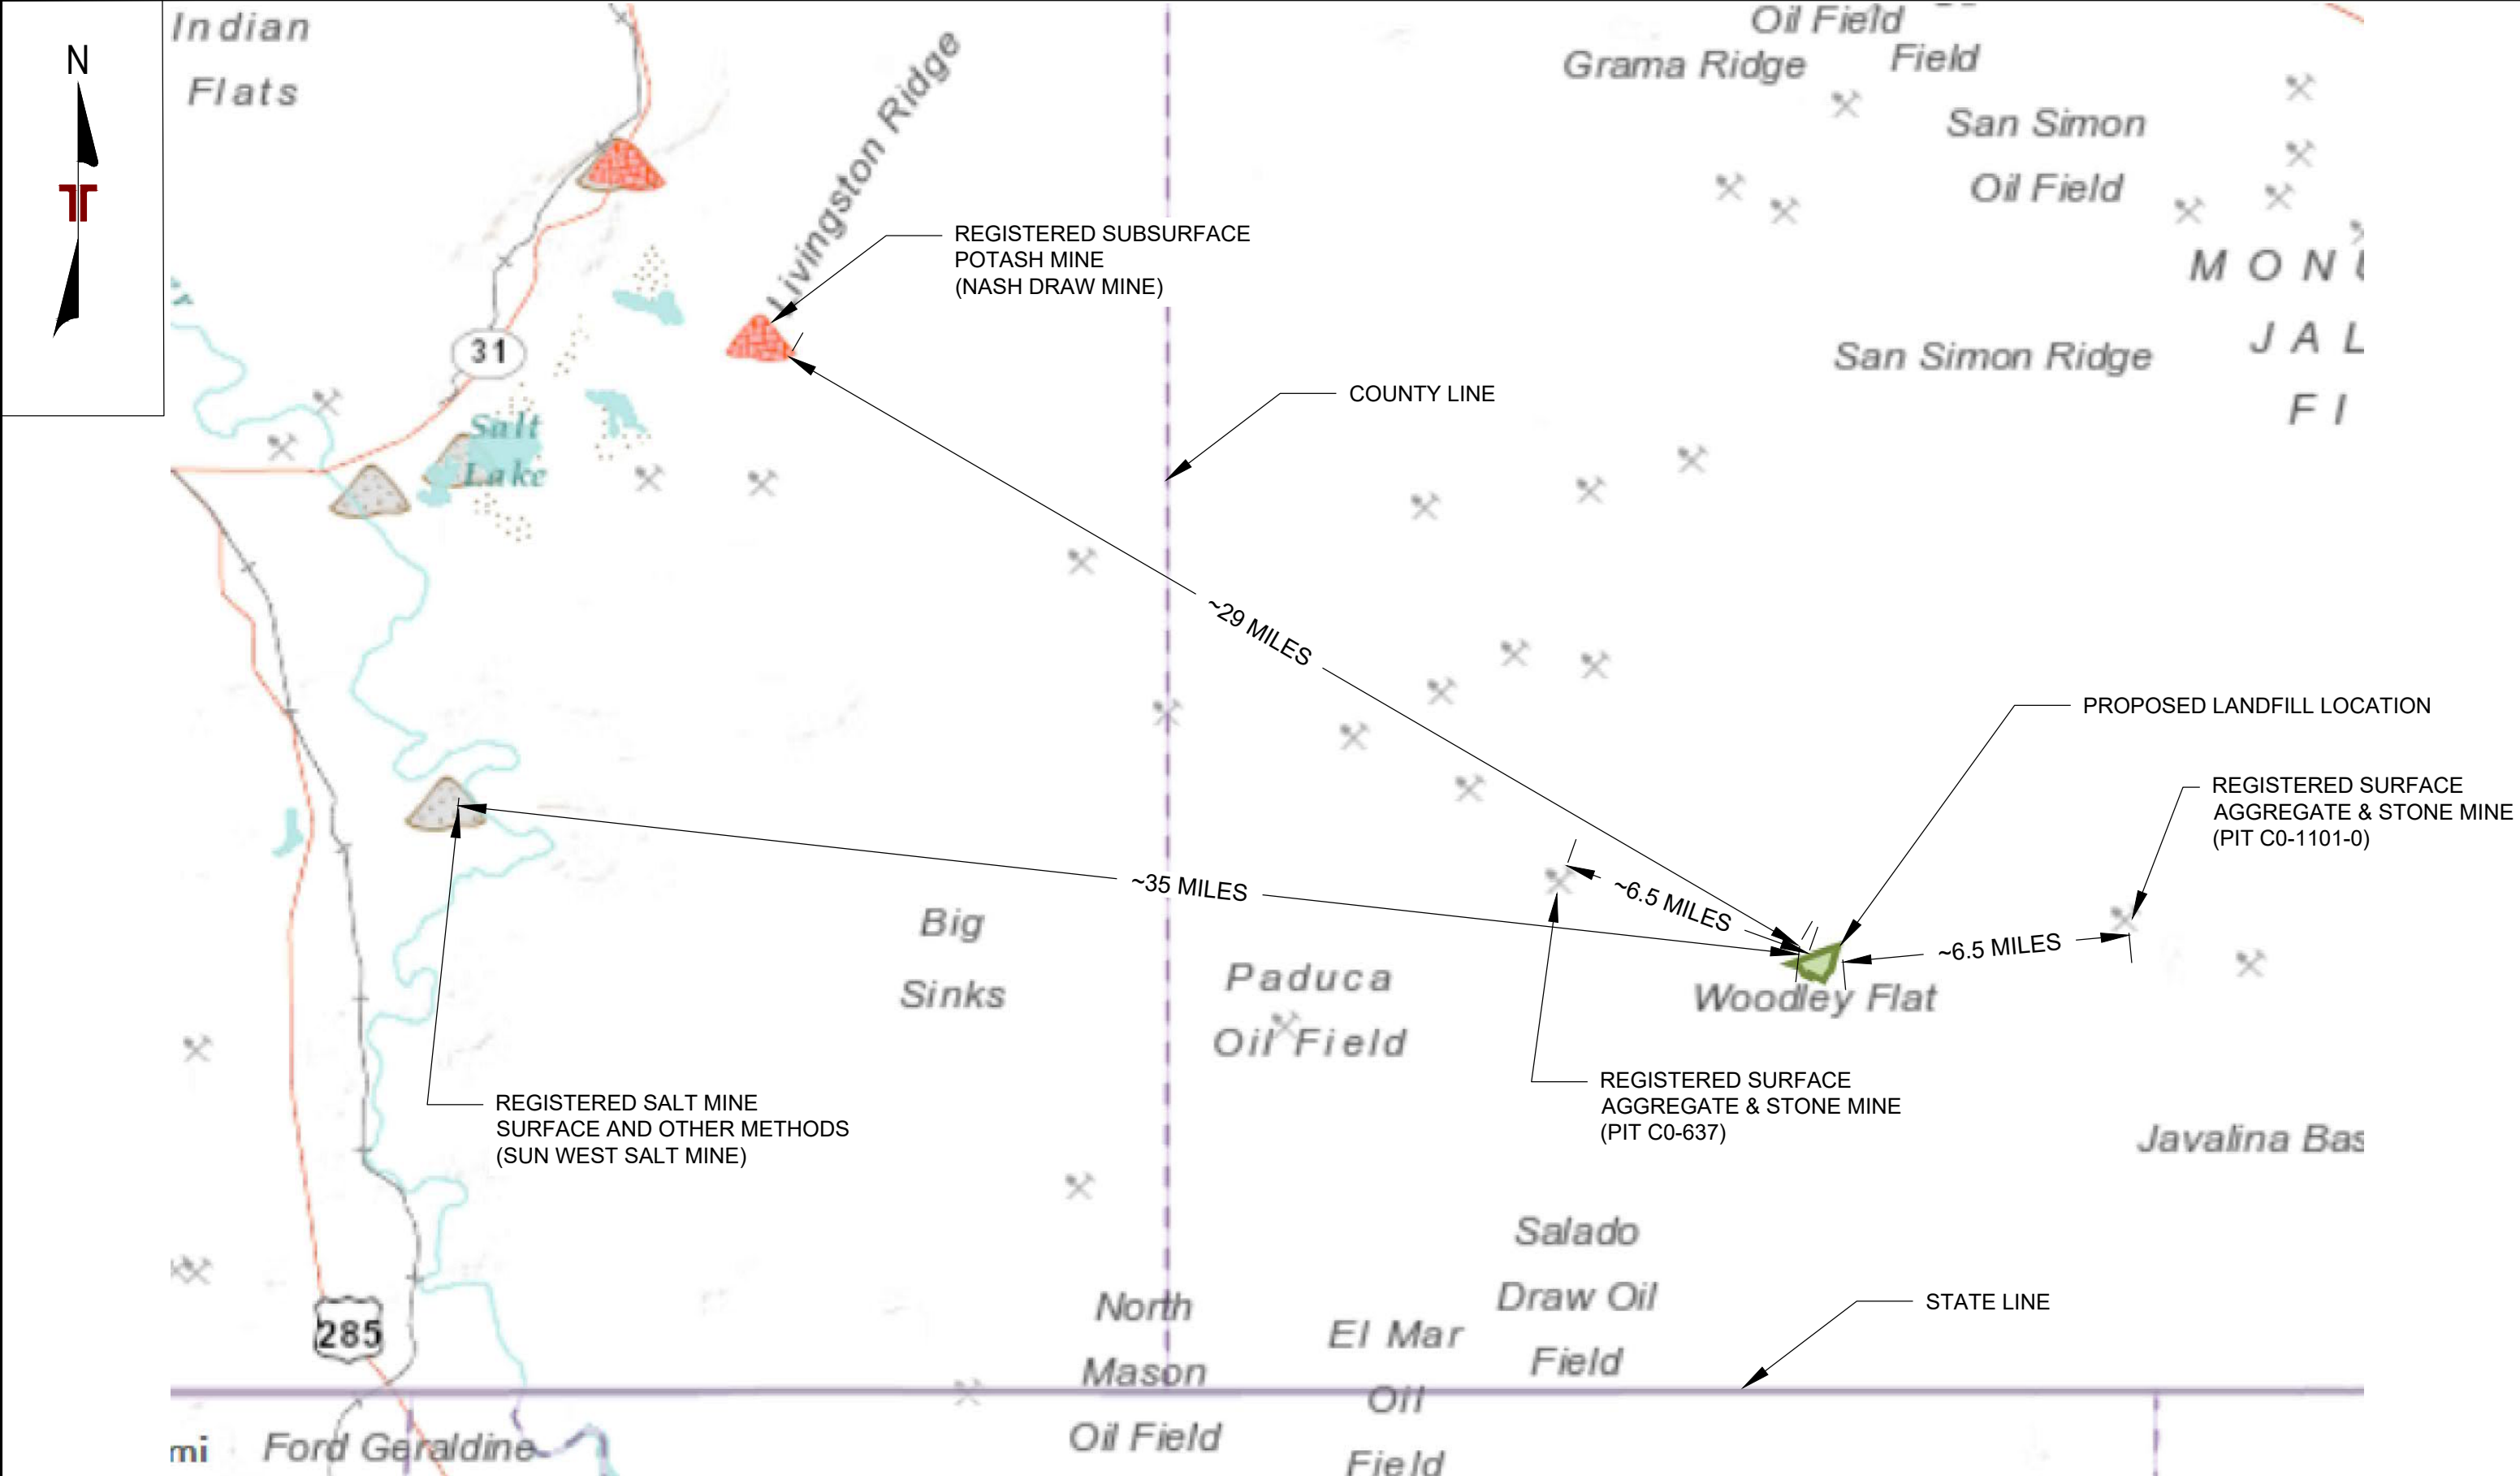 Indian
Flats
N
Livingston Ridge
Oil Field
Grama Ridge
Field
San Simon
Oil Field
REGISTERED SUBSURFACE
POTASH MINE
(NASH DRAW MINE)
M O N
J A L
F I
31
San Simon Ridge
COUNTY LINE
Salt
Lake
~29 MILES
PROPOSED LANDFILL LOCATION
REGISTERED SURFACE
AGGREGATE & STONE MINE
(PIT C0-1101-0)
~35 MILES
~6.5 MILES
~6.5 MILES
Big
Sinks
Paduca
Oil Field
Woodley Flat
REGISTERED SALT MINE
SURFACE AND OTHER METHODS
(SUN WEST SALT MINE)
REGISTERED SURFACE
AGGREGATE & STONE MINE
(PIT C0-637)
Javalina Bas
Salado
Draw Oil
Field
North
Mason
Oil Field
El Mar
Oil
Field
STATE LINE
285
mi
Ford Geraldine